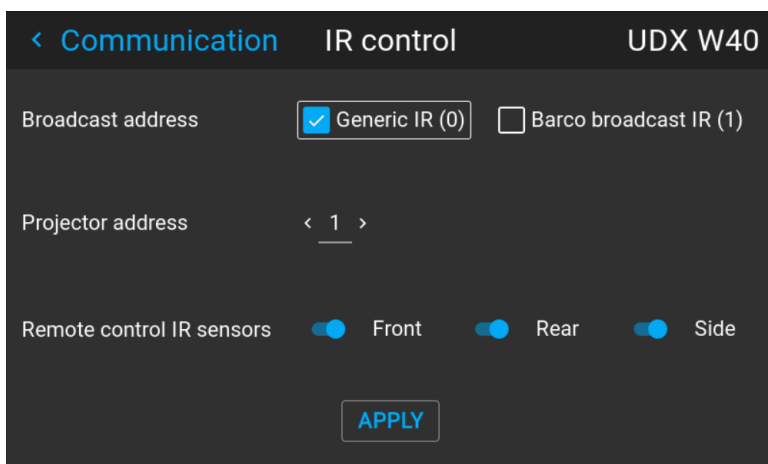 Communication IR control UDX W40
Broadcast address Generic IR (0) Barco broadcast IR (1)
Projector address 1
Remote control IR sensors Front Rear Side
APPLY